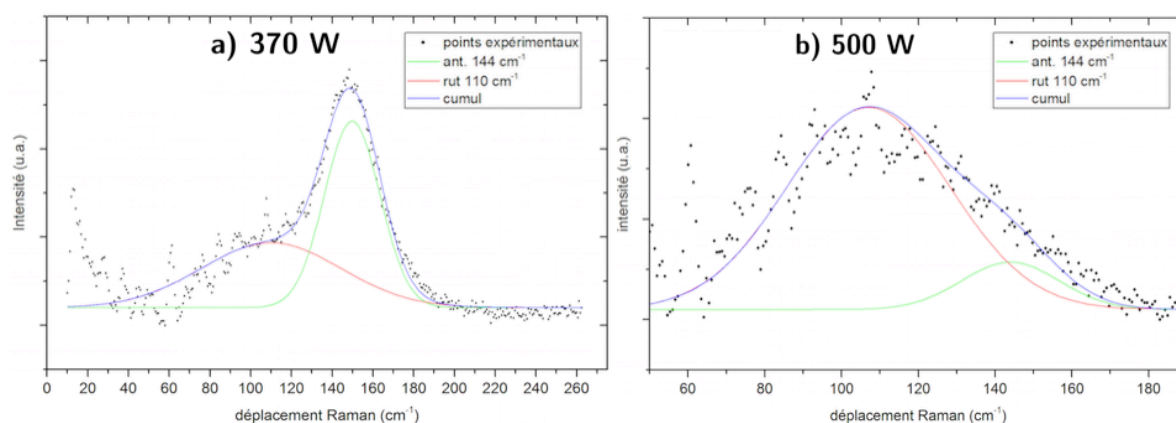 a) 370 W
points expérimentaux
ant. 144 cm⁻¹
rut 110 cm⁻¹
cumul
Intensité (u.a.)
0 20 40 60 80 100 120 140 160 180 200 220 240 260
déplacement Raman (cm⁻¹)
b) 500 W
points expérimentaux
ant. 144 cm⁻¹
rut 110 cm⁻¹
cumul
intensité (u.a.)
60 80 100 120 140 160 180
déplacement Raman (cm⁻¹)